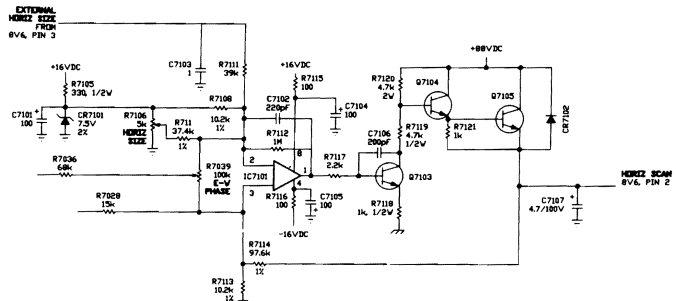 EXTERNAL
HORIZ SIZE
FROM
8V6, PIN 3
C7103
1
R7111
39k
+16VDC
R7115
100
+16VDC
R7105
330, 1/2W
C7101
100
+
CR7101
7.5V
2%
R7106
5k
HORIZ
SIZE
R711
37.4k
1%
R7108
10.2k
1%
C7102
220pF
R7112
1M
+
C7104
100
R7036
68k
R7039
100k
E-W
PHASE
R7028
15k
2
3
8
1
4
IC7101
R7116
100
+
C7105
100
-16VDC
R7117
2.2k
C7106
200pF
Q7103
R7118
1k, 1/2W
R7120
4.7k
2W
R7119
4.7k
1/2W
Q7104
+88VDC
R7121
1k
Q7105
CR7102
HORIZ SCAN
8V6, PIN 2
C7107
4.7/100V
+
R7114
97.6k
1%
R7113
10.2k
1%